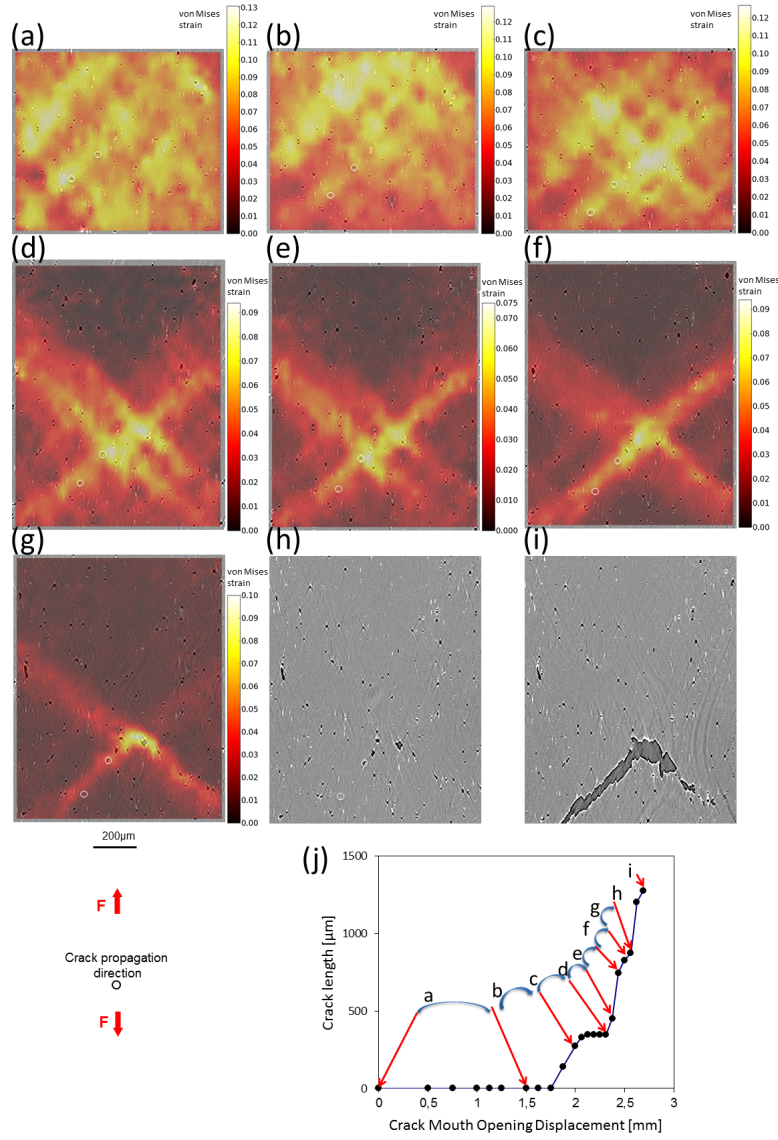 (a)
von Mises
strain
0.13
0.12
0.11
0.10
0.09
0.08
0.07
0.06
0.05
0.04
0.03
0.02
0.01
0.00
(b)
von Mises
strain
0.12
0.11
0.10
0.09
0.08
0.07
0.06
0.05
0.04
0.03
0.02
0.01
0.00
(c)
von Mises
strain
0.12
0.11
0.10
0.09
0.08
0.07
0.06
0.05
0.04
0.03
0.02
0.01
0.00
(d)
von Mises
strain
0.09
0.08
0.07
0.06
0.05
0.04
0.03
0.02
0.01
0.00
(e)
von Mises
strain
0.075
0.070
0.060
0.050
0.040
0.030
0.020
0.010
0.000
(f)
von Mises
strain
0.09
0.08
0.07
0.06
0.05
0.04
0.03
0.02
0.01
0.00
(g)
von Mises
strain
0.10
0.09
0.08
0.07
0.06
0.05
0.04
0.03
0.02
0.01
0.00
(h)
(i)
200µm
F
Crack propagation
direction
F
(j)
1500
1000
500
0
Crack length [µm]
a
b
c
d
e
f
g
h
i
0
0,5
1
1,5
2
2,5
3
Crack Mouth Opening Displacement [mm]